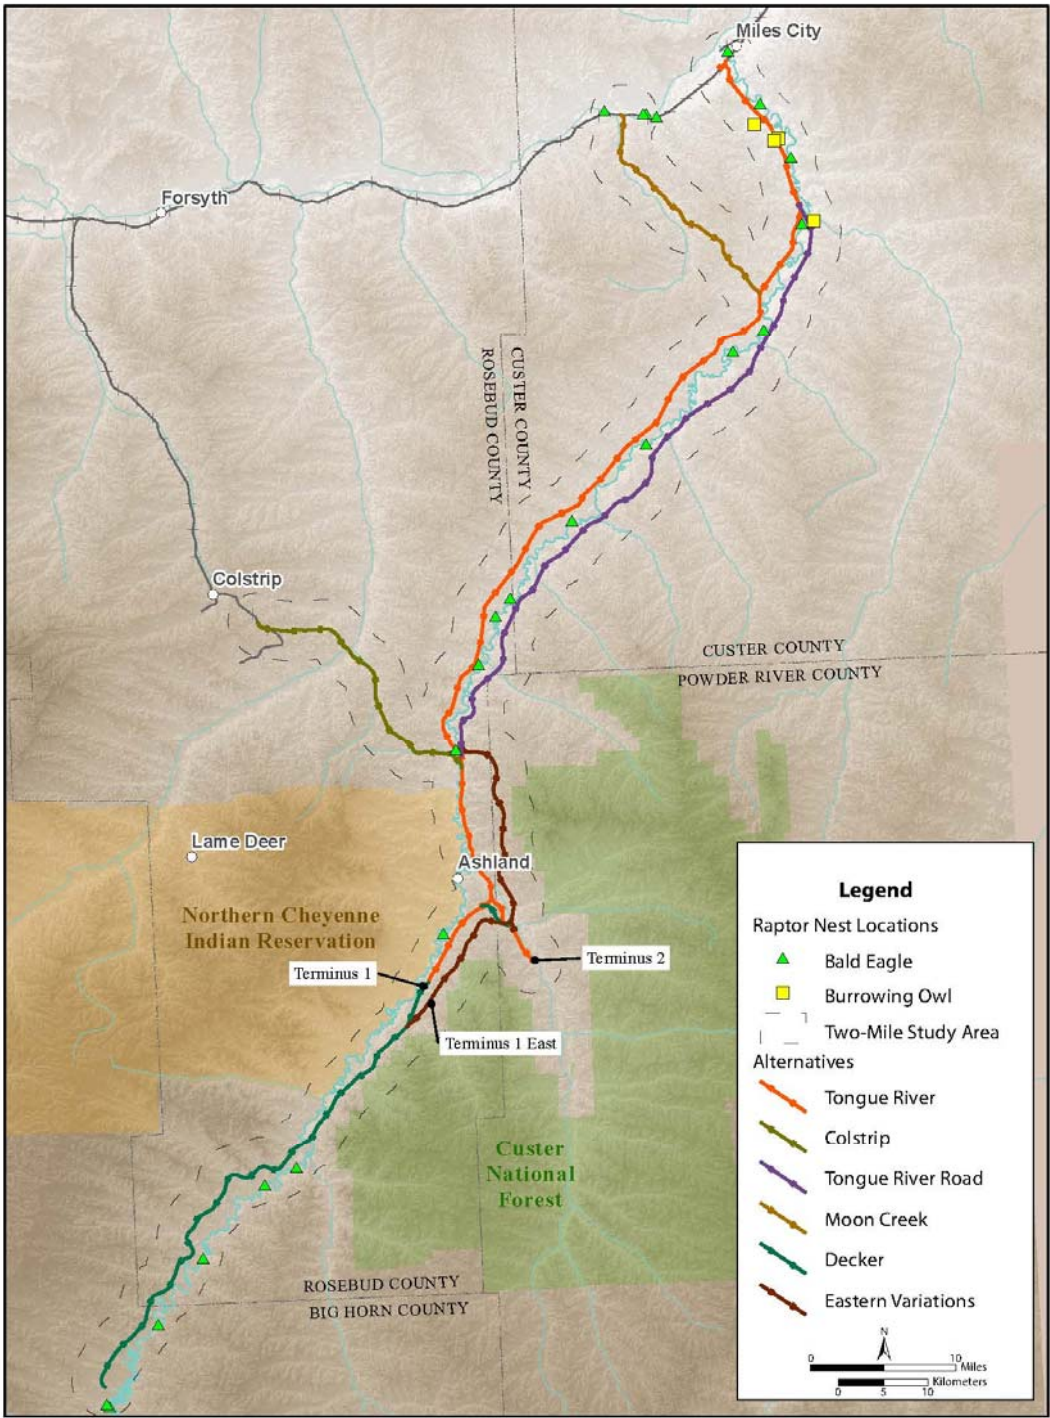 Miles City
Forsyth
CUSTER COUNTY
ROSEBUD COUNTY
Colstrip
CUSTER COUNTY
POWDER RIVER COUNTY
Lame Deer
Ashland
Northern Cheyenne
Indian Reservation
Terminus 1
Terminus 2
Terminus 1 East
Custer
National
Forest
ROSEBUD COUNTY
BIG HORN COUNTY
Legend
Raptor Nest Locations
Bald Eagle
Burrowing Owl
Two-Mile Study Area
Alternatives
Tongue River
Colstrip
Tongue River Road
Moon Creek
Decker
Eastern Variations
N
0 10
Miles
Kilometers
0 5 10